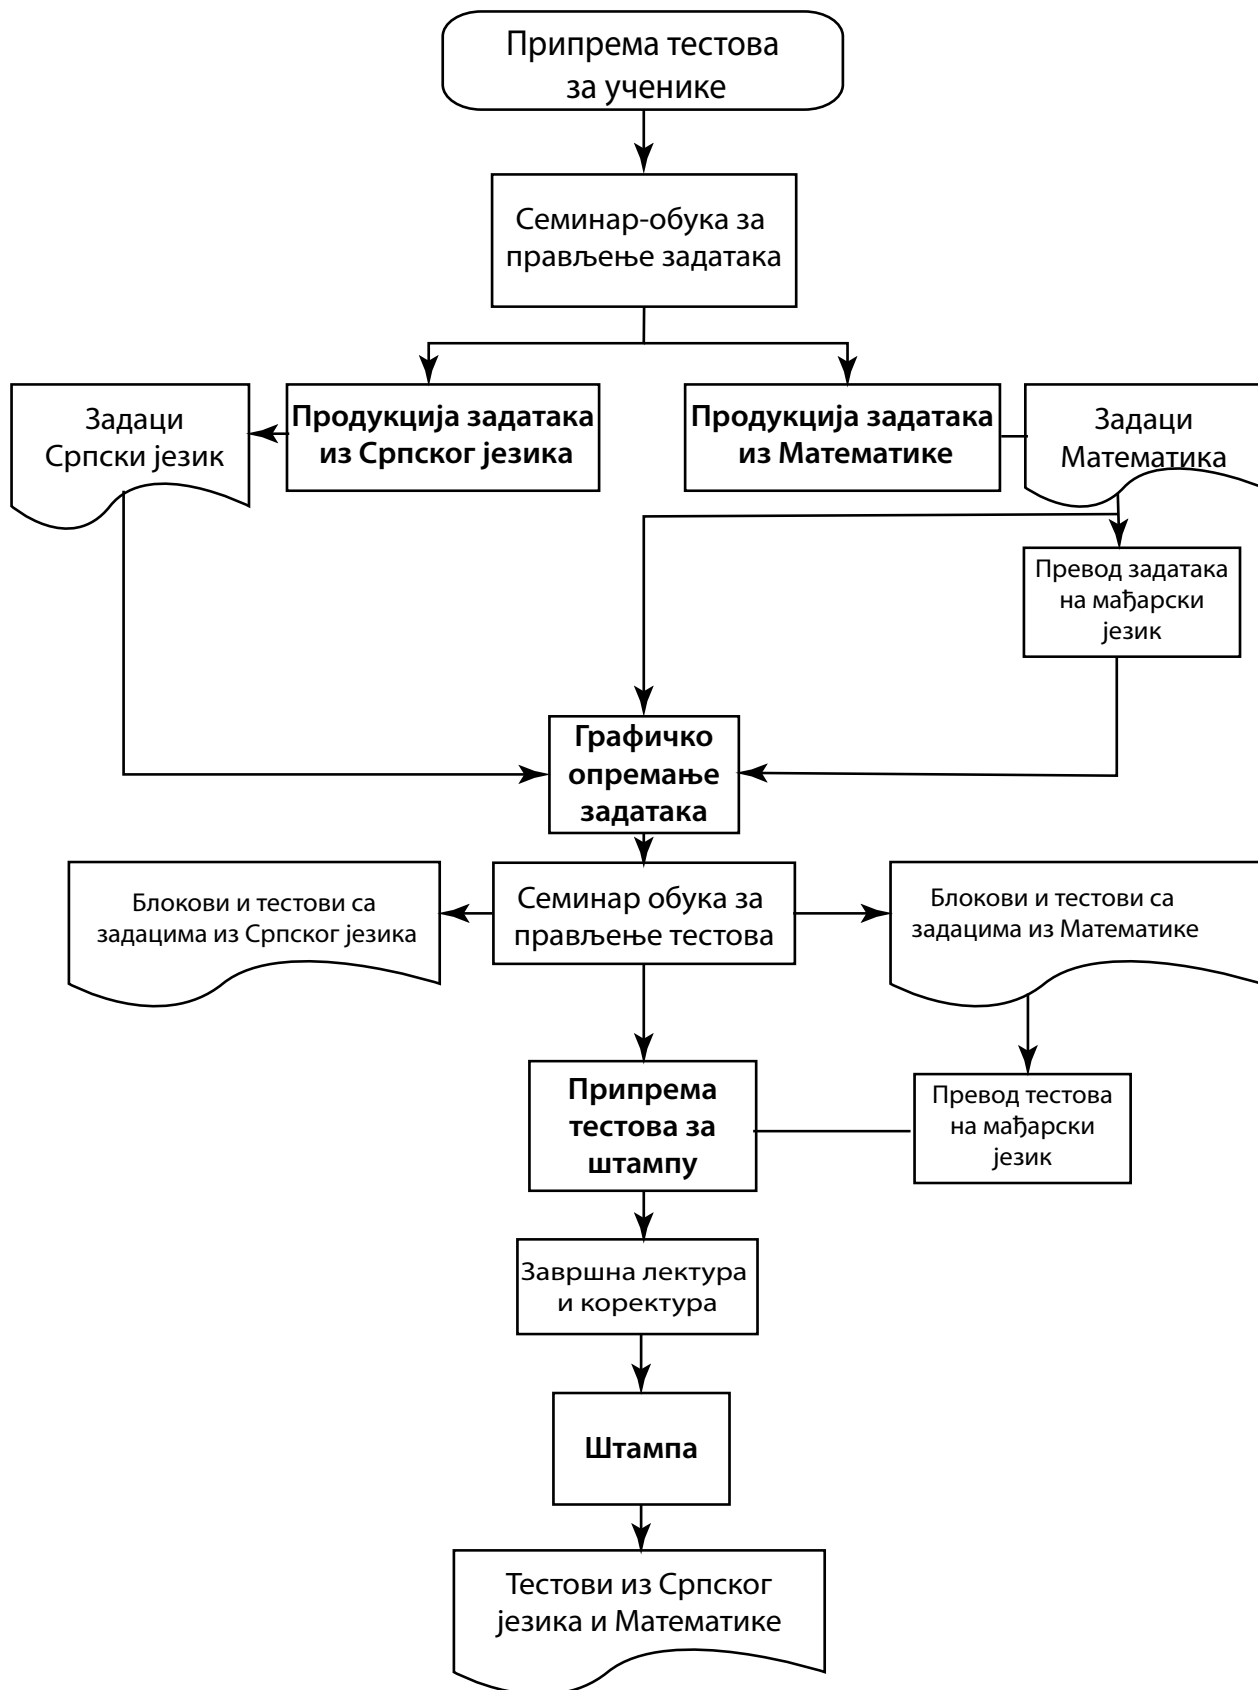 Припрема тестова
за ученике
Семинар-обука за
прављење задатака
Задаци
Српски језик
Продукција задатака
из Српског језика
Продукција задатака
из Математике
Задаци
Математика
Превод задатака
на мађарски
језик
Графичко
опремање
задатака
Блокови и тестови са
задацима из Српског језика
Семинар обука за
прављење тестова
Блокови и тестови са
задацима из Математике
Припрема
тестова за
штампу
Превод тестова
на мађарски
језик
Завршна лектура
и коректура
Штампа
Тестови из Српског
језика и Математике